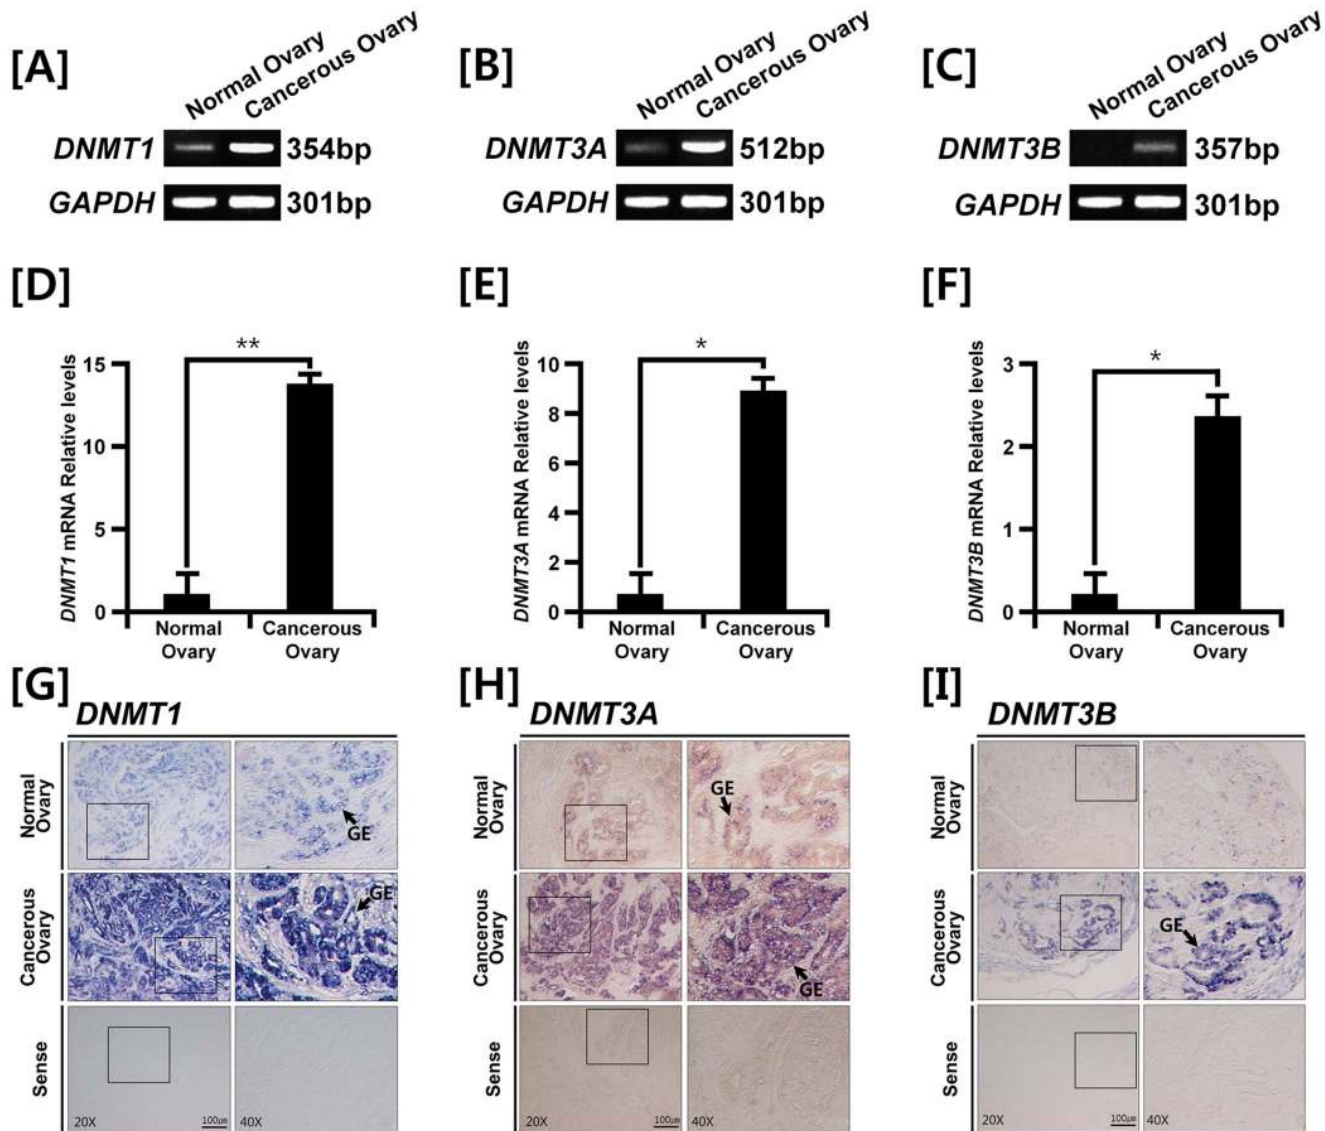 [A]
Normal Ovary
Cancerous Ovary
DNMT1
354bp
GAPDH
301bp
[B]
Normal Ovary
Cancerous Ovary
DNMT3A
512bp
GAPDH
301bp
[C]
Normal Ovary
Cancerous Ovary
DNMT3B
357bp
GAPDH
301bp
[D]
DNMT1 mRNA Relative levels
15
10
5
0
**
Normal
Ovary
Cancerous
Ovary
[E]
DNMT3A mRNA Relative levels
10
8
6
4
2
0
*
Normal
Ovary
Cancerous
Ovary
[F]
DNMT3B mRNA Relative levels
3
2
1
0
*
Normal
Ovary
Cancerous
Ovary
[G]
DNMT1
Normal
Ovary
GE
Cancerous
Ovary
GE
Sense
20X
100μm
40X
[H]
DNMT3A
Normal
Ovary
GE
Cancerous
Ovary
GE
Sense
20X
100μm
40X
[I]
DNMT3B
Normal
Ovary
Cancerous
Ovary
GE
Sense
20X
100μm
40X